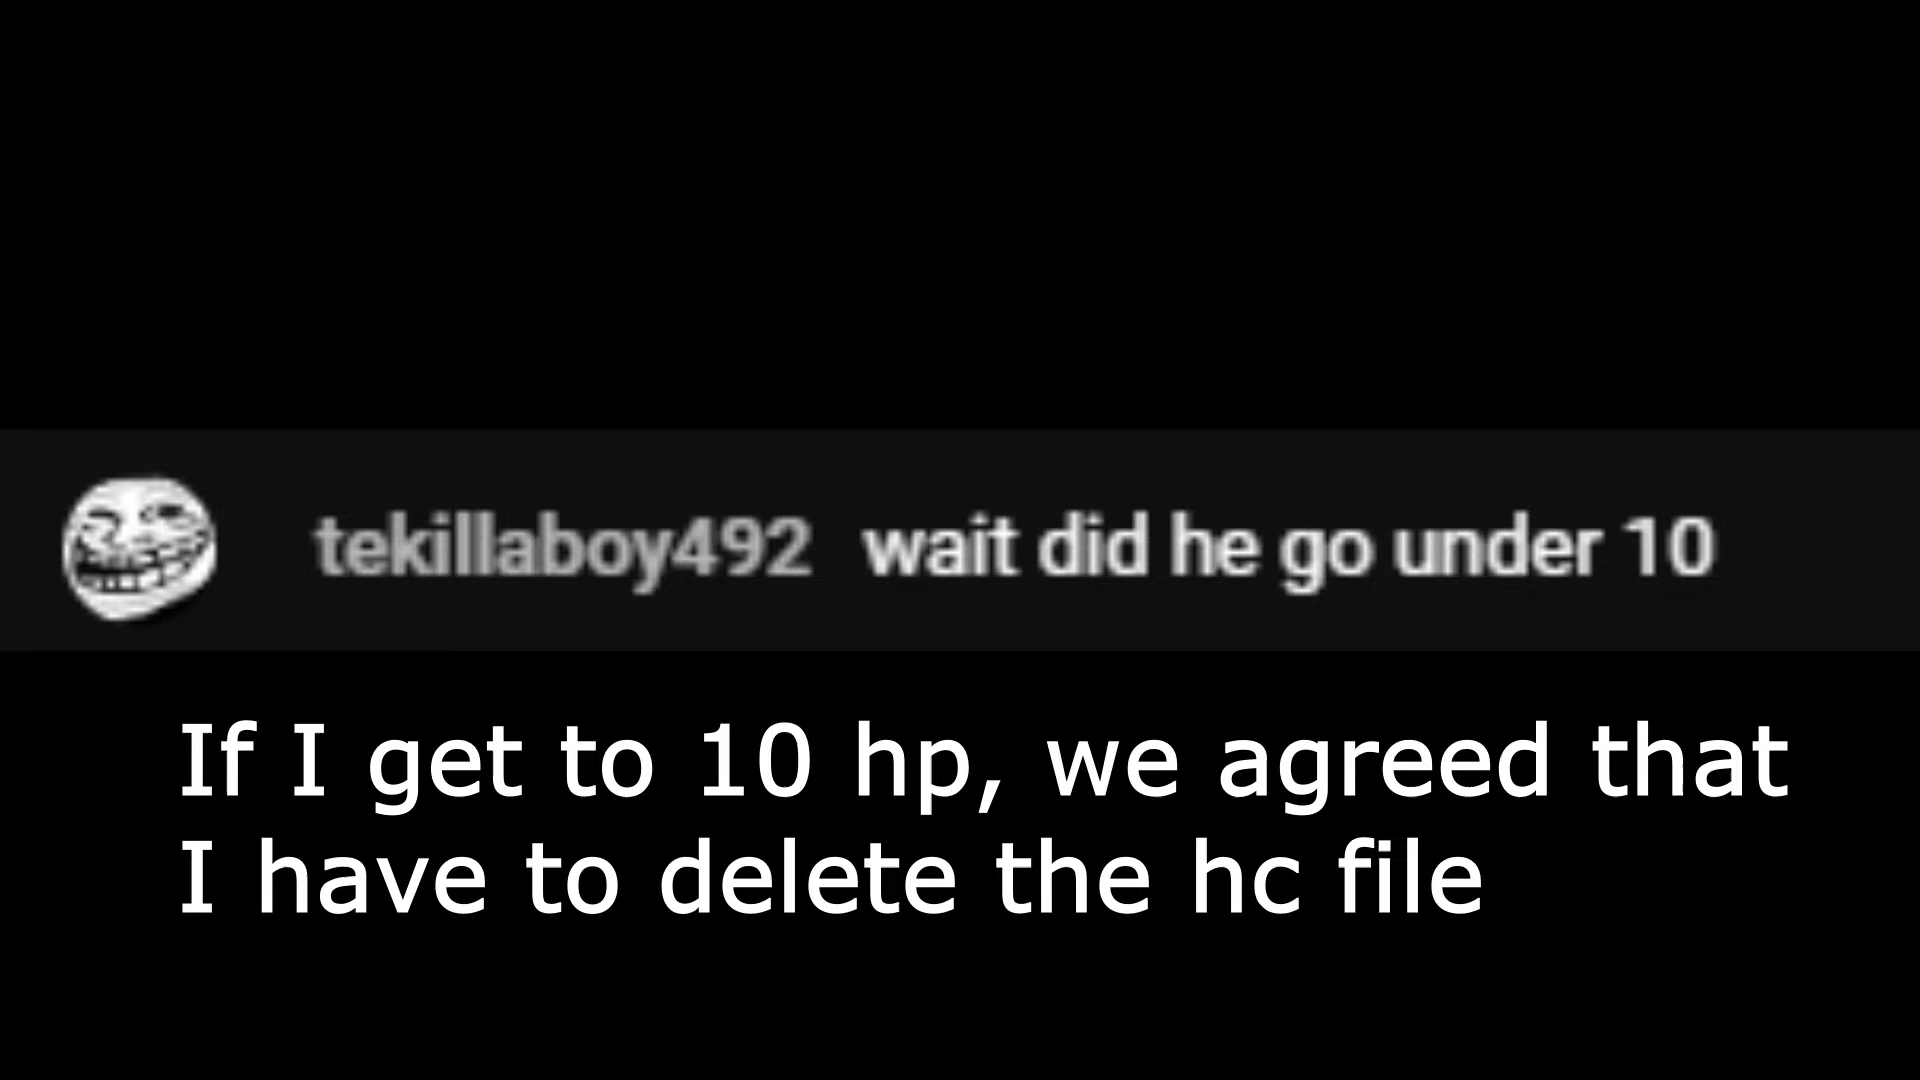 tekillaboy492 wait did he go under 10
If I get to 10 hp, we agreed that
I have to delete the hc file